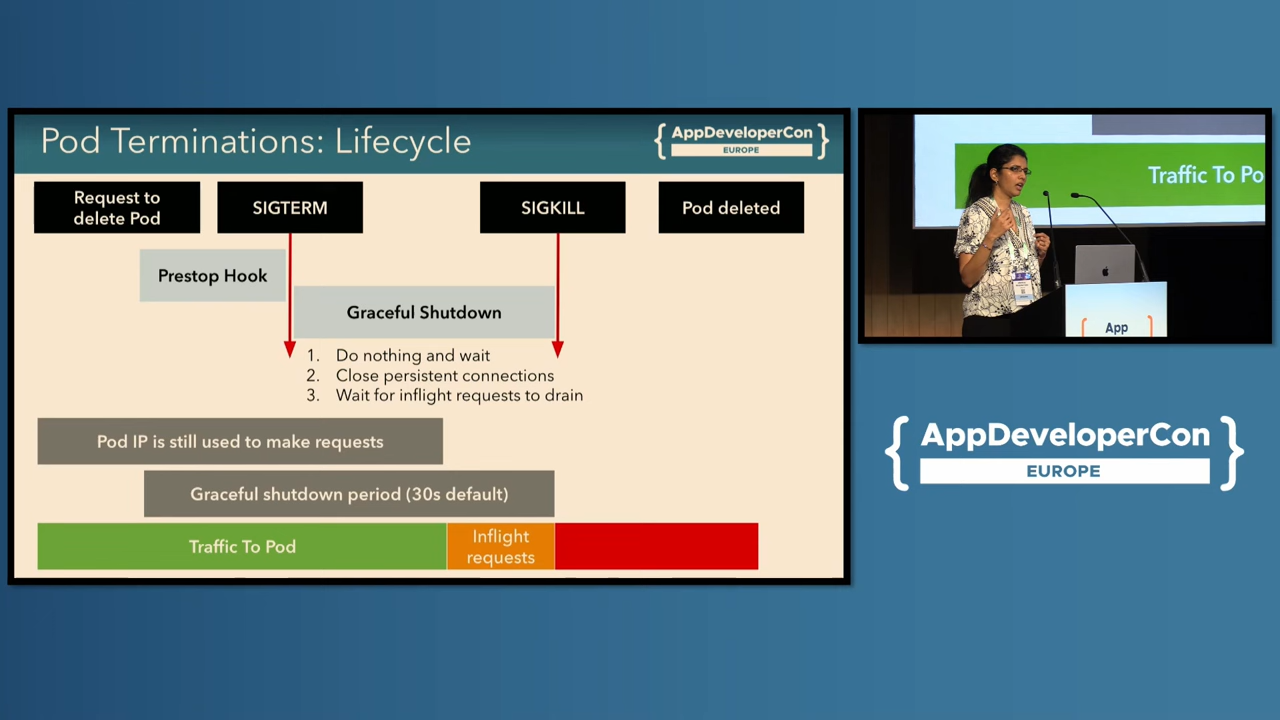 Pod Terminations: Lifecycle
{ AppDeveloperCon }
EUROPE
Request to
delete Pod
SIGTERM
SIGKILL
Pod deleted
Prestop Hook
Graceful Shutdown
1. Do nothing and wait
2. Close persistent connections
3. Wait for inflight requests to drain
Pod IP is still used to make requests
Graceful shutdown period (30s default)
Traffic To Pod
Inflight
requests
Traffic To Po
[ App ]
{ AppDeveloperCon }
EUROPE